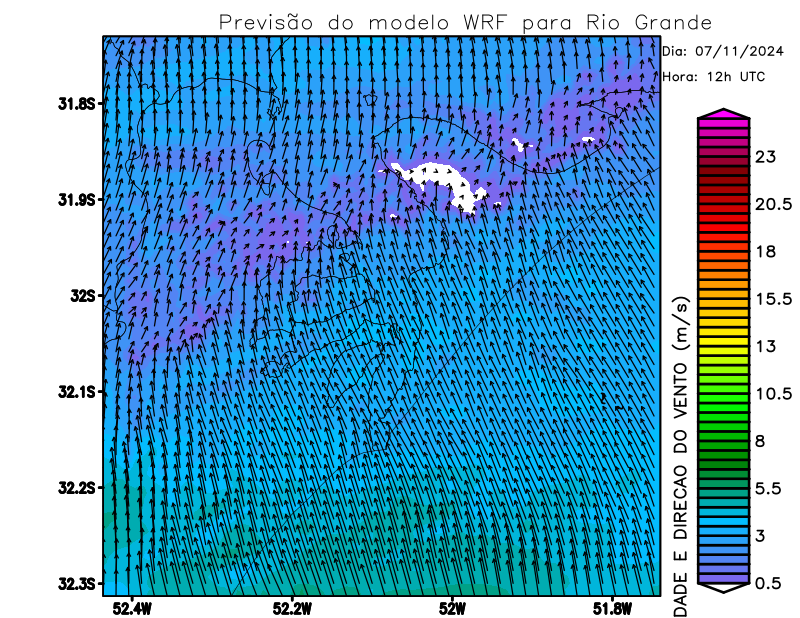 Previsão do modelo WRF para Rio Grande
Dia: 07/11/2024
Hora: 12h UTC
31.8S
31.9S
32S
32.1S
32.2S
32.3S
52.4W
52.2W
52W
51.8W
DADE E DIRECAO DO VENTO (m/s)
23
20.5
18
15.5
13
10.5
8
5.5
3
0.5